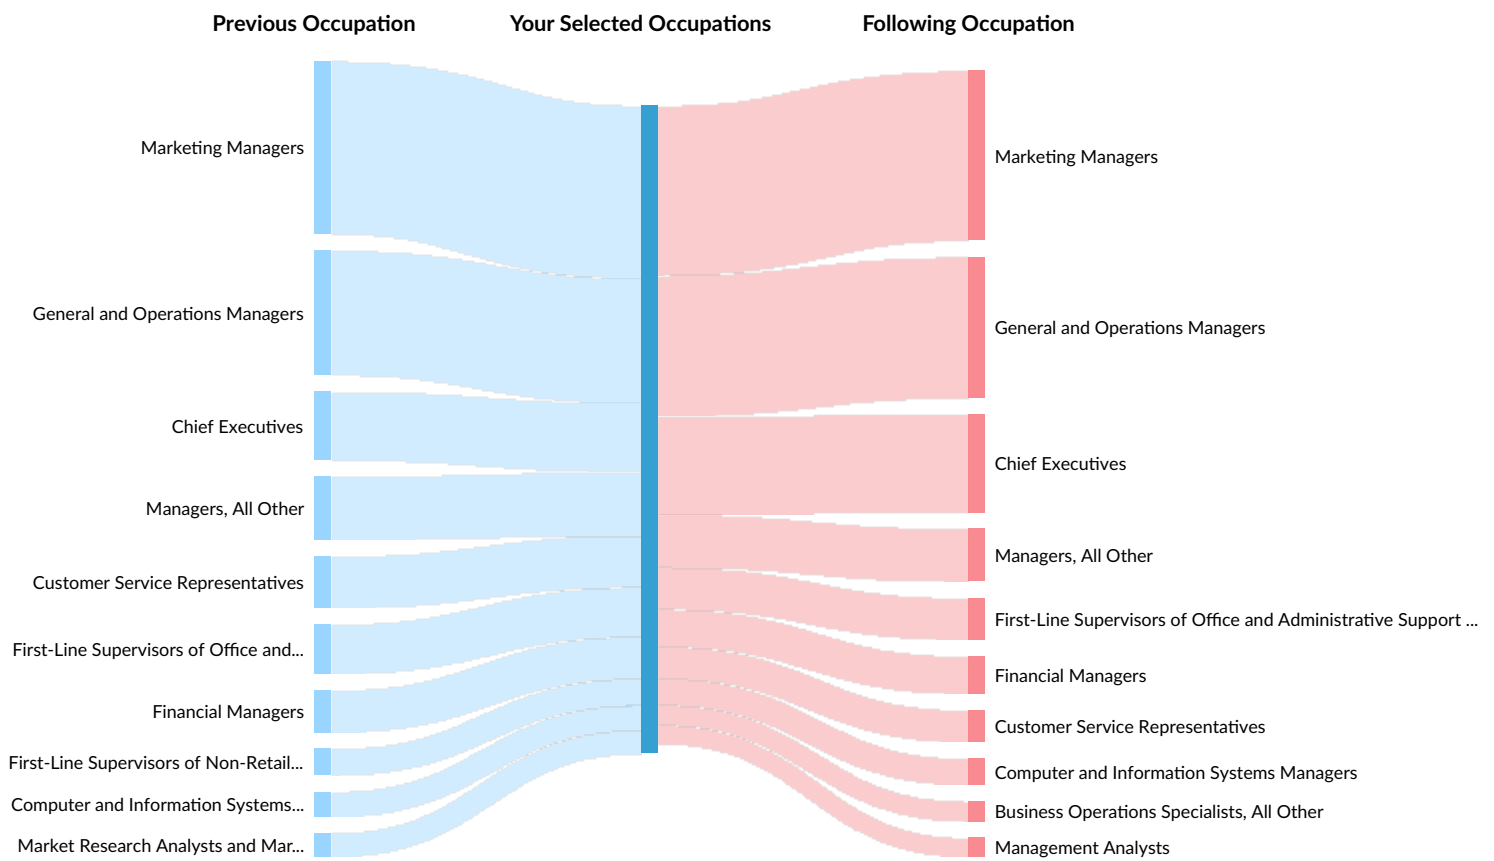 Previous Occupation
Your Selected Occupations
Following Occupation
Marketing Managers
General and Operations Managers
Chief Executives
Managers, All Other
Customer Service Representatives
First-Line Supervisors of Office and...
Financial Managers
First-Line Supervisors of Non-Retail...
Computer and Information Systems...
Market Research Analysts and Mar...
Marketing Managers
General and Operations Managers
Chief Executives
Managers, All Other
First-Line Supervisors of Office and Administrative Support ...
Financial Managers
Customer Service Representatives
Computer and Information Systems Managers
Business Operations Specialists, All Other
Management Analysts